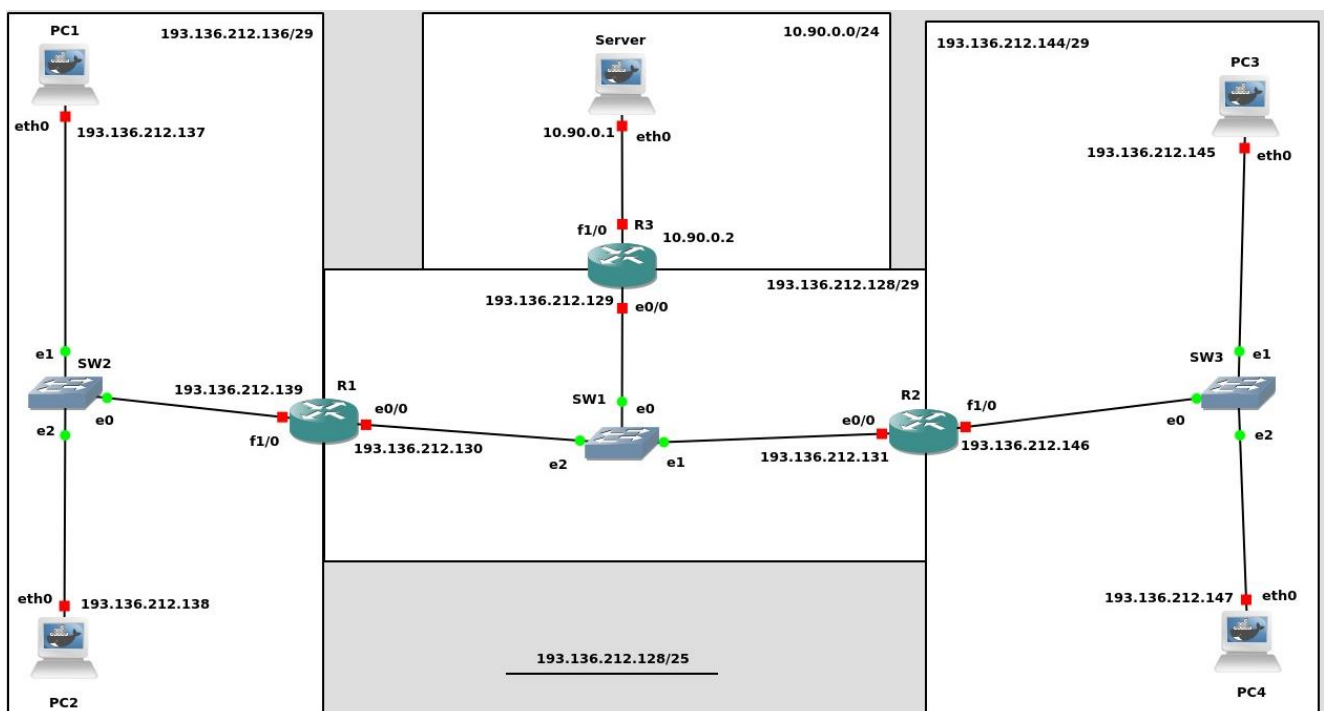 PC1
193.136.212.136/29
eth0
193.136.212.137
e1
SW2
e0
e2
eth0
193.136.212.138
PC2
193.136.212.139
R1
f1/0
e0/0
193.136.212.130
10.90.0.0/24
Server
10.90.0.1
eth0
f1/0
R3
10.90.0.2
193.136.212.128/29
193.136.212.129
e0/0
SW1
e0
e2
e1
R2
e0/0
193.136.212.131
f1/0
193.136.212.146
193.136.212.144/29
PC3
193.136.212.145
eth0
e1
SW3
e0
e2
193.136.212.147
eth0
PC4
193.136.212.128/25